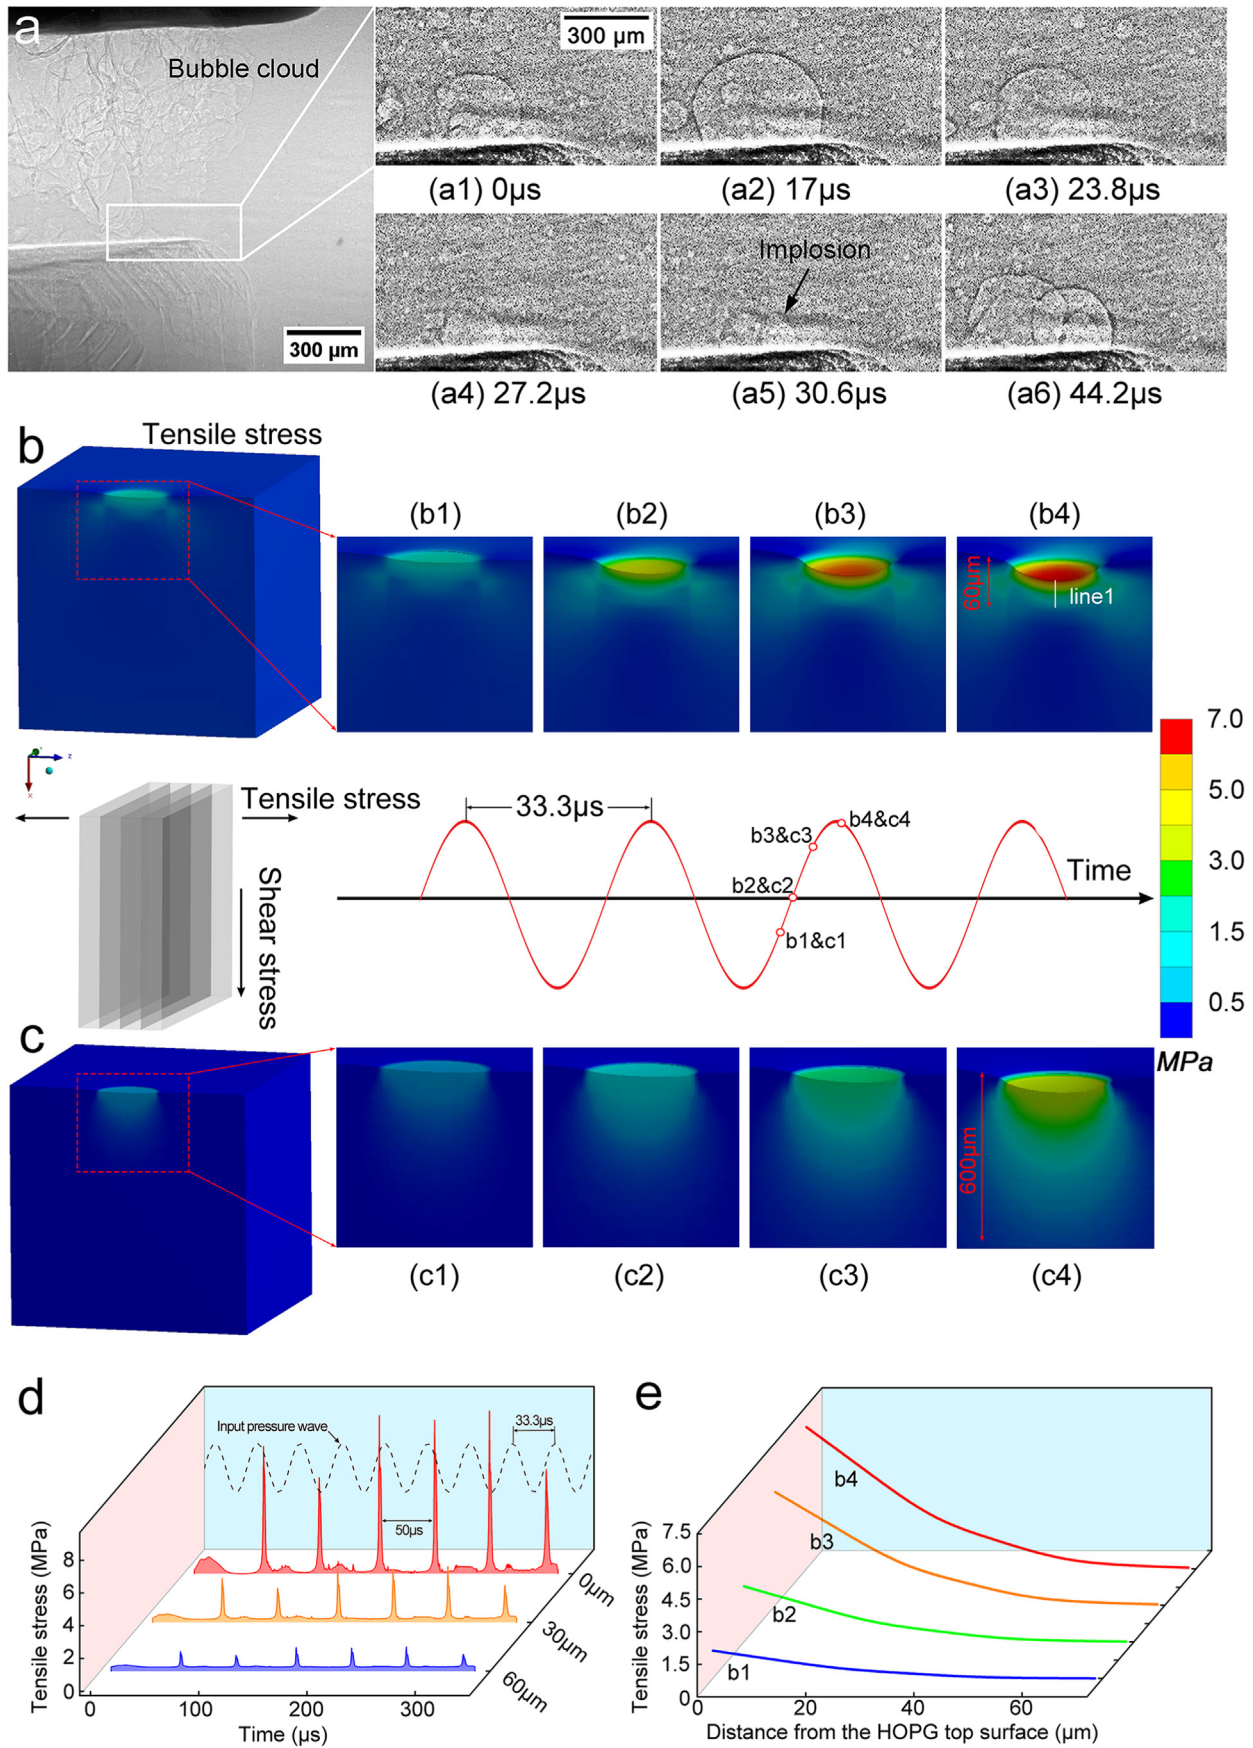 a
Bubble cloud
300 µm
300 µm
(a1) 0µs
(a2) 17µs
(a3) 23.8µs
Implosion
(a4) 27.2µs
(a5) 30.6µs
(a6) 44.2µs
b
Tensile stress
(b1)
(b2)
(b3)
(b4)
60µm
line1
7.0
5.0
3.0
1.5
0.5
MPa
z
x
Tensile stress
Shear stress
33.3µs
b3&c3
b4&c4
b2&c2
b1&c1
Time
c
600µm
(c1)
(c2)
(c3)
(c4)
d
Input pressure wave
33.3µs
50µs
Tensile stress (MPa)
8
6
4
2
0
0
100
200
300
Time (µs)
0µm
30µm
60µm
e
b4
b3
b2
b1
Tensile stress (MPa)
7.5
6.0
4.5
3.0
1.5
0
0
20
40
60
Distance from the HOPG top surface (µm)